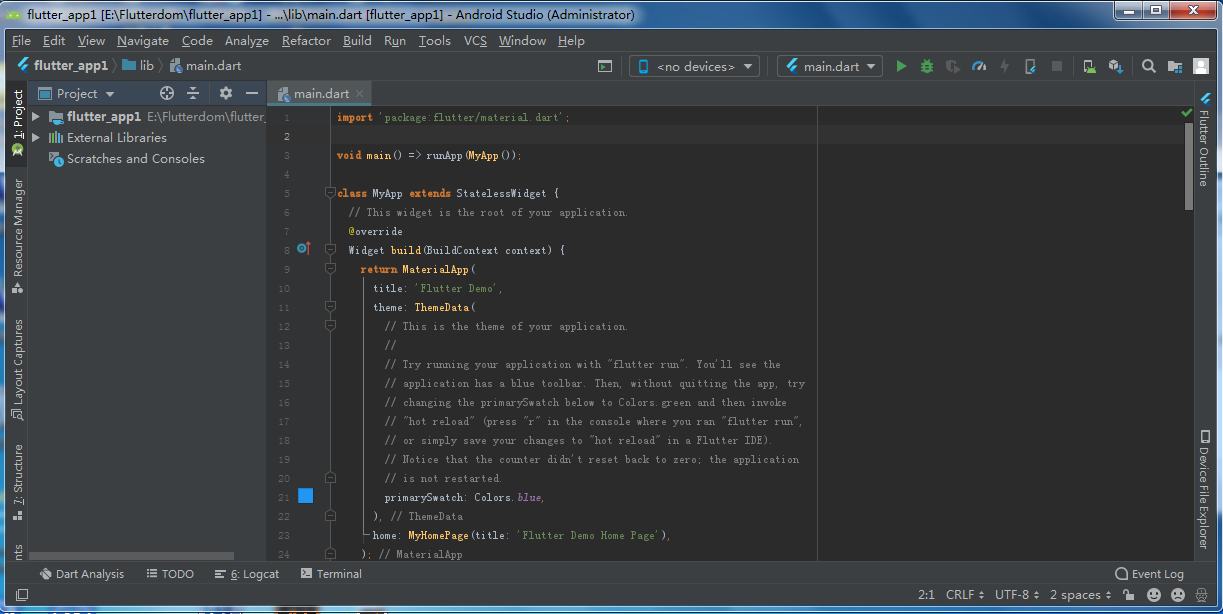 flutter_app1 [E:\Flutterdom\flutter_app1] - ...\lib\main.dart [flutter_app1] - Android Studio (Administrator)
File Edit View Navigate Code Analyze Refactor Build Run Tools VCS Window Help
flutter_app1 lib main.dart <no devices> main.dart
1: Project
Resource Manager
Layout Captures
7: Structure
nts
Project
flutter_app1 E:\Flutterdom\flutter_
External Libraries
Scratches and Consoles
main.dart
1 import 'package:flutter/material.dart';
2
3 void main() => runApp(MyApp());
4
5 class MyApp extends StatelessWidget {
6 // This widget is the root of your application.
7 @override
8 Widget build(BuildContext context) {
9 return MaterialApp(
10 title: 'Flutter Demo',
11 theme: ThemeData(
12 // This is the theme of your application.
13 //
14 // Try running your application with "flutter run". You'll see the
15 // application has a blue toolbar. Then, without quitting the app, try
16 // changing the primarySwatch below to Colors.green and then invoke
17 // "hot reload" (press "r" in the console where you ran "flutter run",
18 // or simply save your changes to "hot reload" in a Flutter IDE).
19 // Notice that the counter didn't reset back to zero; the application
20 // is not restarted.
21 primarySwatch: Colors.blue,
22 ), // ThemeData
23 home: MyHomePage(title: 'Flutter Demo Home Page'),
24 ); // MaterialApp
Flutter Outline
Device File Explorer
Dart Analysis TODO 6: Logcat Terminal Event Log
2:1 CRLF UTF-8 2 spaces